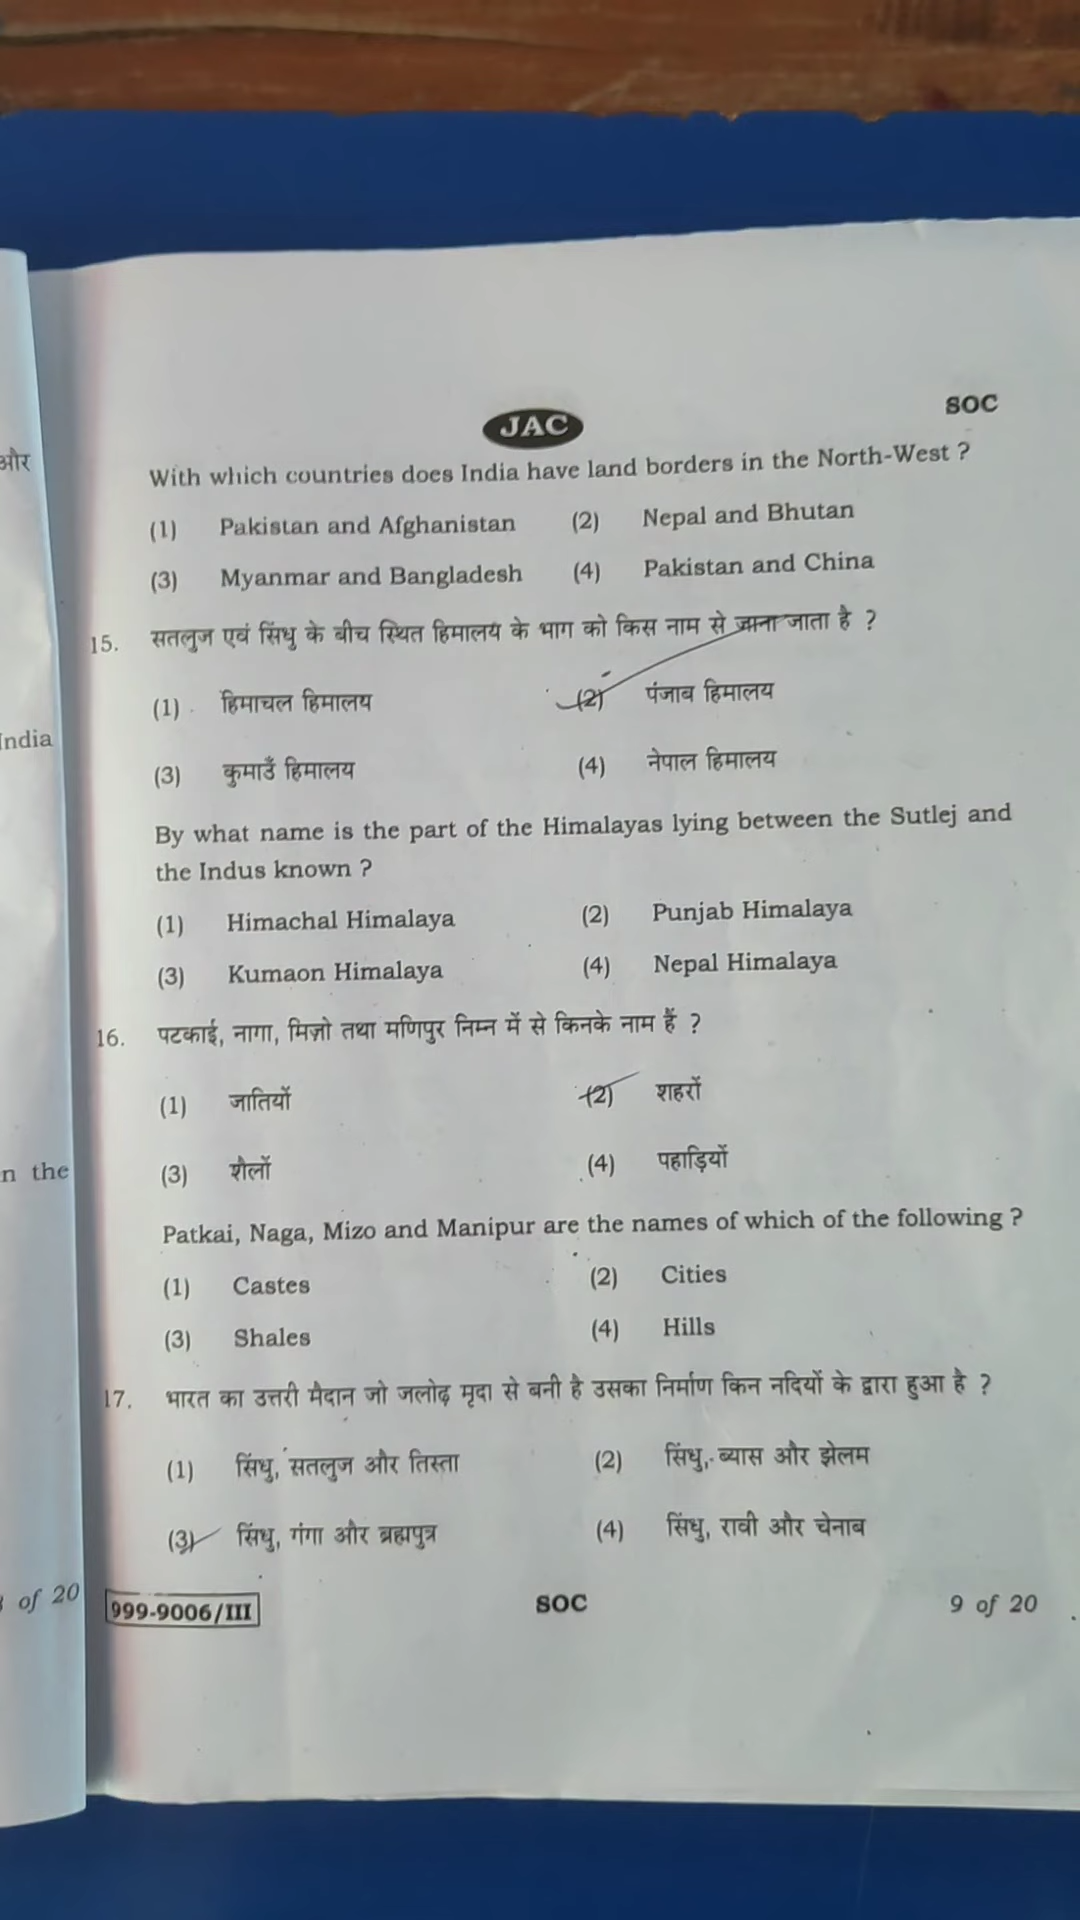 JAC
SOC
और
With which countries does India have land borders in the North-West ?
(1) Pakistan and Afghanistan (2) Nepal and Bhutan
(3) Myanmar and Bangladesh (4) Pakistan and China
15. सतलुज एवं सिंधु के बीच स्थित हिमालय के भाग को किस नाम से जाना जाता है ?
(1) हिमाचल हिमालय (2) पंजाब हिमालय
India
(3) कुमाउँ हिमालय (4) नेपाल हिमालय
By what name is the part of the Himalayas lying between the Sutlej and
the Indus known ?
(1) Himachal Himalaya (2) Punjab Himalaya
(3) Kumaon Himalaya (4) Nepal Himalaya
16. पटकाई, नागा, मिज़ो तथा मणिपुर निम्न में से किनके नाम हैं ?
(1) जातियों (2) शहरों
n the
(3) शैलों (4) पहाड़ियों
Patkai, Naga, Mizo and Manipur are the names of which of the following ?
(1) Castes (2) Cities
(3) Shales (4) Hills
17. भारत का उत्तरी मैदान जो जलोढ़ मृदा से बनी है उसका निर्माण किन नदियों के द्वारा हुआ है ?
(1) सिंधु, सतलुज और तिस्ता (2) सिंधु, ब्यास और झेलम
(3) सिंधु, गंगा और ब्रह्मपुत्र (4) सिंधु, रावी और चेनाब
of 20
999-9006/III SOC 9 of 20